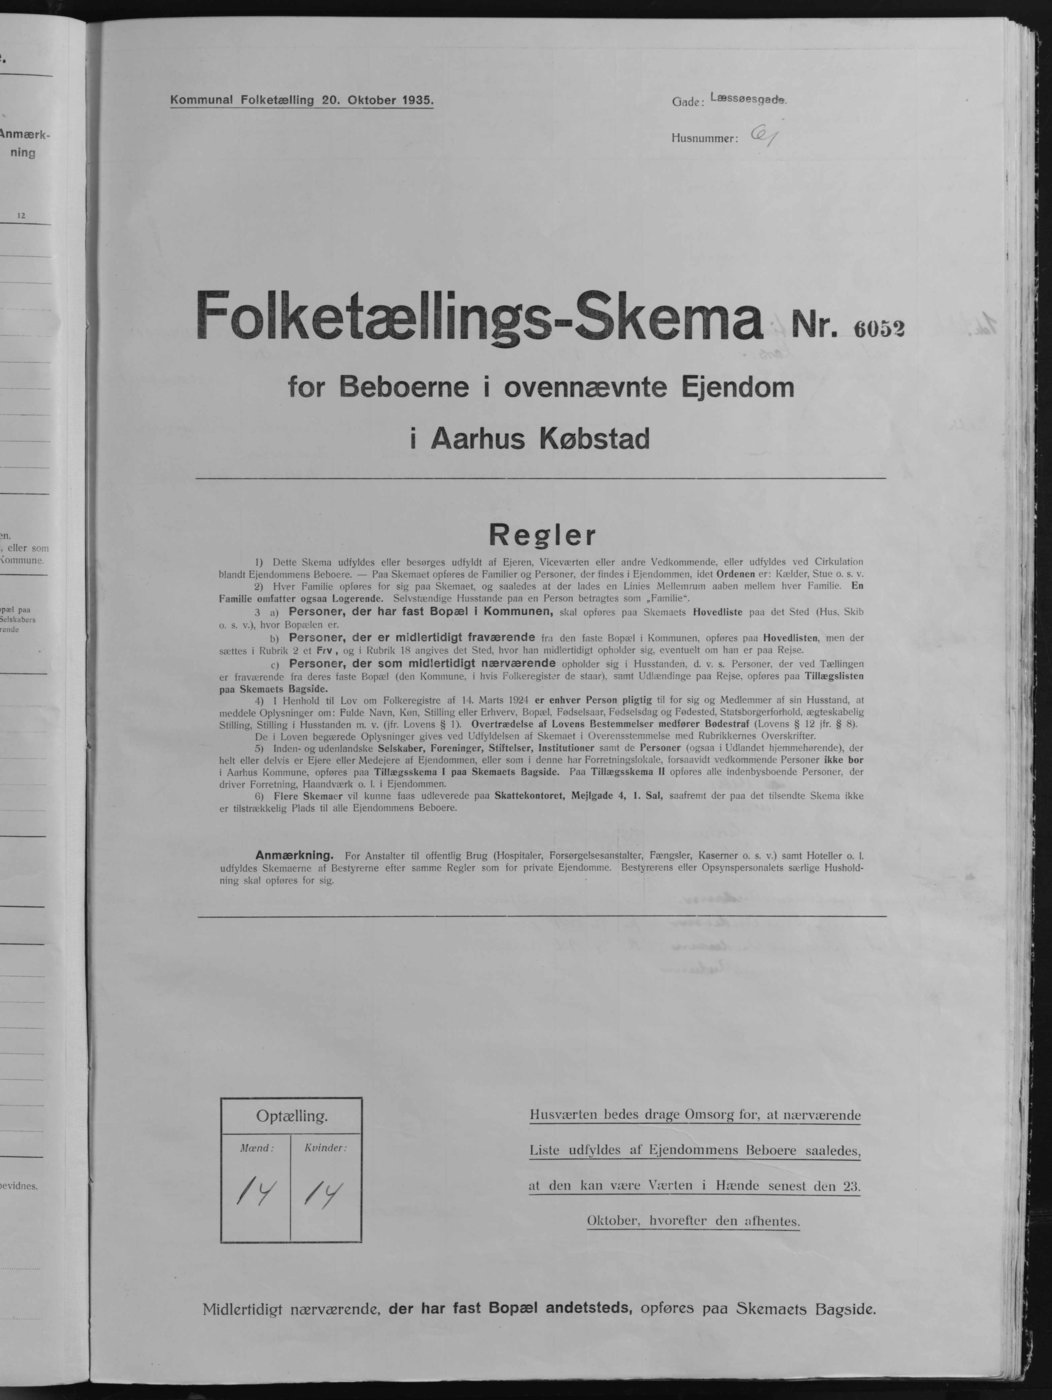 Anmærk-
ning
12
, eller som
Kommune.
Selskabers
Kommunal Folketælling 20. Oktober 1935.
Gade: Læssøesgade.
Husnummer:
Folketællings-Skema Nr. 6052
for Beboerne i ovennævnte Ejendom
i Aarhus Købstad
Regler
1) Dette Skema udfyldes eller besørges udfyldt af Ejeren, Viceværten eller andre Vedkommende, eller udfyldes ved Cirkulation
blandt Ejendommens Beboere. — Paa Skemaet opføres de Familier og Personer, der findes i Ejendommen, idet Ordenen er: Kælder, Stue o. s. v.
2) Hver Familie opføres for sig paa Skemaet, og saaledes at der lades en Linies Mellemrum aaben mellem hver Familie. En
Familie omfatter ogsaa Logerende. Selvstændige Husstande paa en Person betragtes som „Familie“.
3 a) Personer, der har fast Bopæl i Kommunen, skal opføres paa Skemaets Hovedliste paa det Sted (Hus, Skib
o. s. v.), hvor Bopælen er.
b) Personer, der er midlertidigt fraværende fra den faste Bopæl i Kommunen, opføres paa Hovedlisten, men der
sættes i Rubrik 2 et Frv, og i Rubrik 18 angives det Sted, hvor han midlertidigt opholder sig, eventuelt om han er paa Rejse.
c) Personer, der som midlertidigt nærværende opholder sig i Husstanden, d. v. s. Personer, der ved Tællingen
er fraværende fra deres faste Bopæl (den Kommune, i hvis Folkeregister de staar), samt Udlændinge paa Rejse, opføres paa Tillægslisten
paa Skemaets Bagside.
4) I Henhold til Lov om Folkeregistre af 14. Marts 1924 er enhver Person pligtig til for sig og Medlemmer af sin Husstand, at
meddele Oplysninger om: Fulde Navn, Køn, Stilling eller Erhverv, Bopæl, Fødselsaar, Fødselsdag og Fødested, Statsborgerforhold, ægteskabelig
Stilling, Stilling i Husstanden m. v. (jfr. Lovens § 1). Overtrædelse af Lovens Bestemmelser medfører Bødestraf (Lovens § 12 jfr. § 8).
De i Loven begærede Oplysninger gives ved Udfyldelsen af Skemaet i Overensstemmelse med Rubrikkernes Overskrifter.
5) Inden- og udenlandske Selskaber, Foreninger, Stiftelser, Institutioner samt de Personer (ogsaa i Udlandet hjemmehørende), der
helt eller delvis er Ejere eller Medejere af Ejendommen, eller som i denne har Forretningslokale, forsaavidt vedkommende Personer ikke bor
i Aarhus Kommune, opføres paa Tillægsskema I paa Skemaets Bagside. Paa Tillægsskema II opføres alle indenbysboende Personer, der
driver Forretning, Haandværk o. l. i Ejendommen.
6) Flere Skemaer vil kunne faas udleverede paa Skattekontoret, Mejlgade 4, 1. Sal, saafremt der paa det tilsendte Skema ikke
er tilstrækkelig Plads til alle Ejendommens Beboere.
Anmærkning. For Anstalter til offentlig Brug (Hospitaler, Forsørgelsesanstalter, Fængsler, Kaserner o. s. v.) samt Hoteller o. l.
udfyldes Skemaerne af Bestyrerne efter samme Regler som for private Ejendomme. Bestyrerens eller Opsynspersonalets særlige Hushold-
ning skal opføres for sig.
Optælling.
Mænd: Kvinder:
14 14
Husværten bedes drage Omsorg for, at nærværende
Liste udfyldes af Ejendommens Beboere saaledes,
at den kan være Værten i Hænde senest den 23.
Oktober, hvorefter den afhentes.
Midlertidigt nærværende, der har fast Bopæl andetsteds, opføres paa Skemaets Bagside.